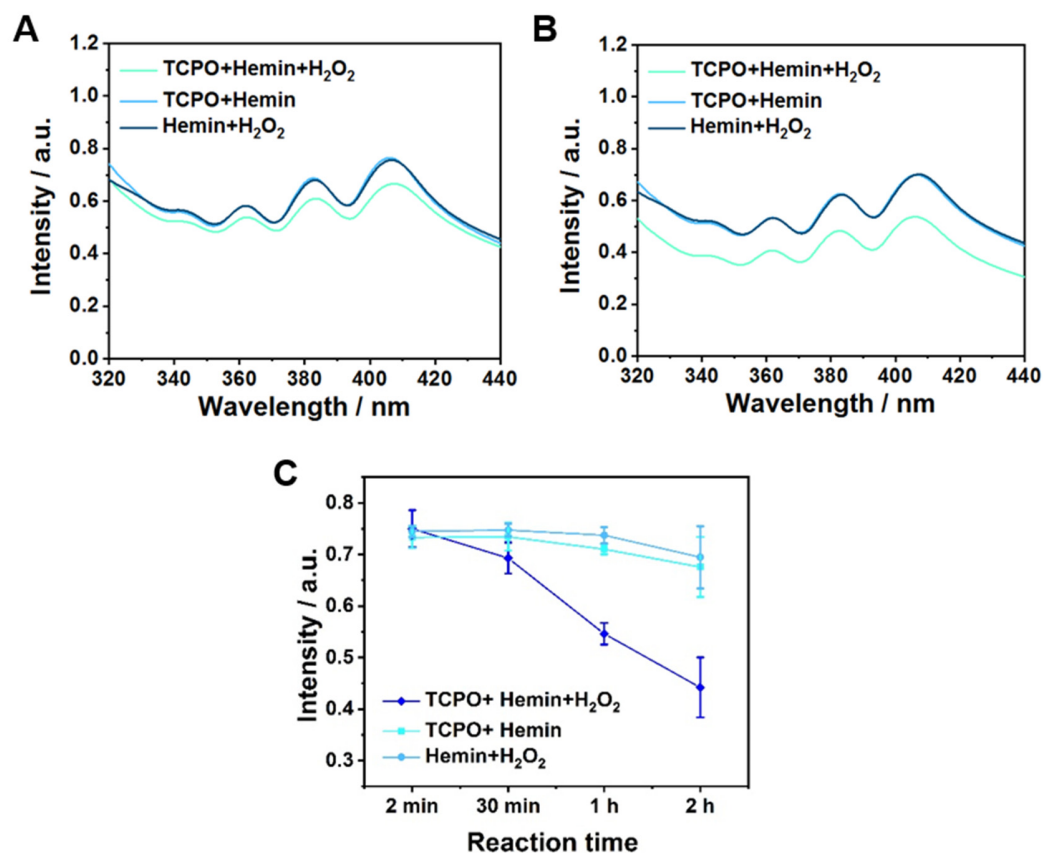 A
1.2
1.0
0.8
0.6
0.4
0.2
0.0
Intensity / a.u.
TCPO+Hemin+H₂O₂
TCPO+Hemin
Hemin+H₂O₂
320 340 360 380 400 420 440
Wavelength / nm
B
1.2
1.0
0.8
0.6
0.4
0.2
0.0
Intensity / a.u.
TCPO+Hemin+H₂O₂
TCPO+Hemin
Hemin+H₂O₂
320 340 360 380 400 420 440
Wavelength / nm
C
0.8
0.7
0.6
0.5
0.4
0.3
Intensity / a.u.
TCPO+ Hemin+H₂O₂
TCPO+ Hemin
Hemin+H₂O₂
2 min 30 min 1 h 2 h
Reaction time